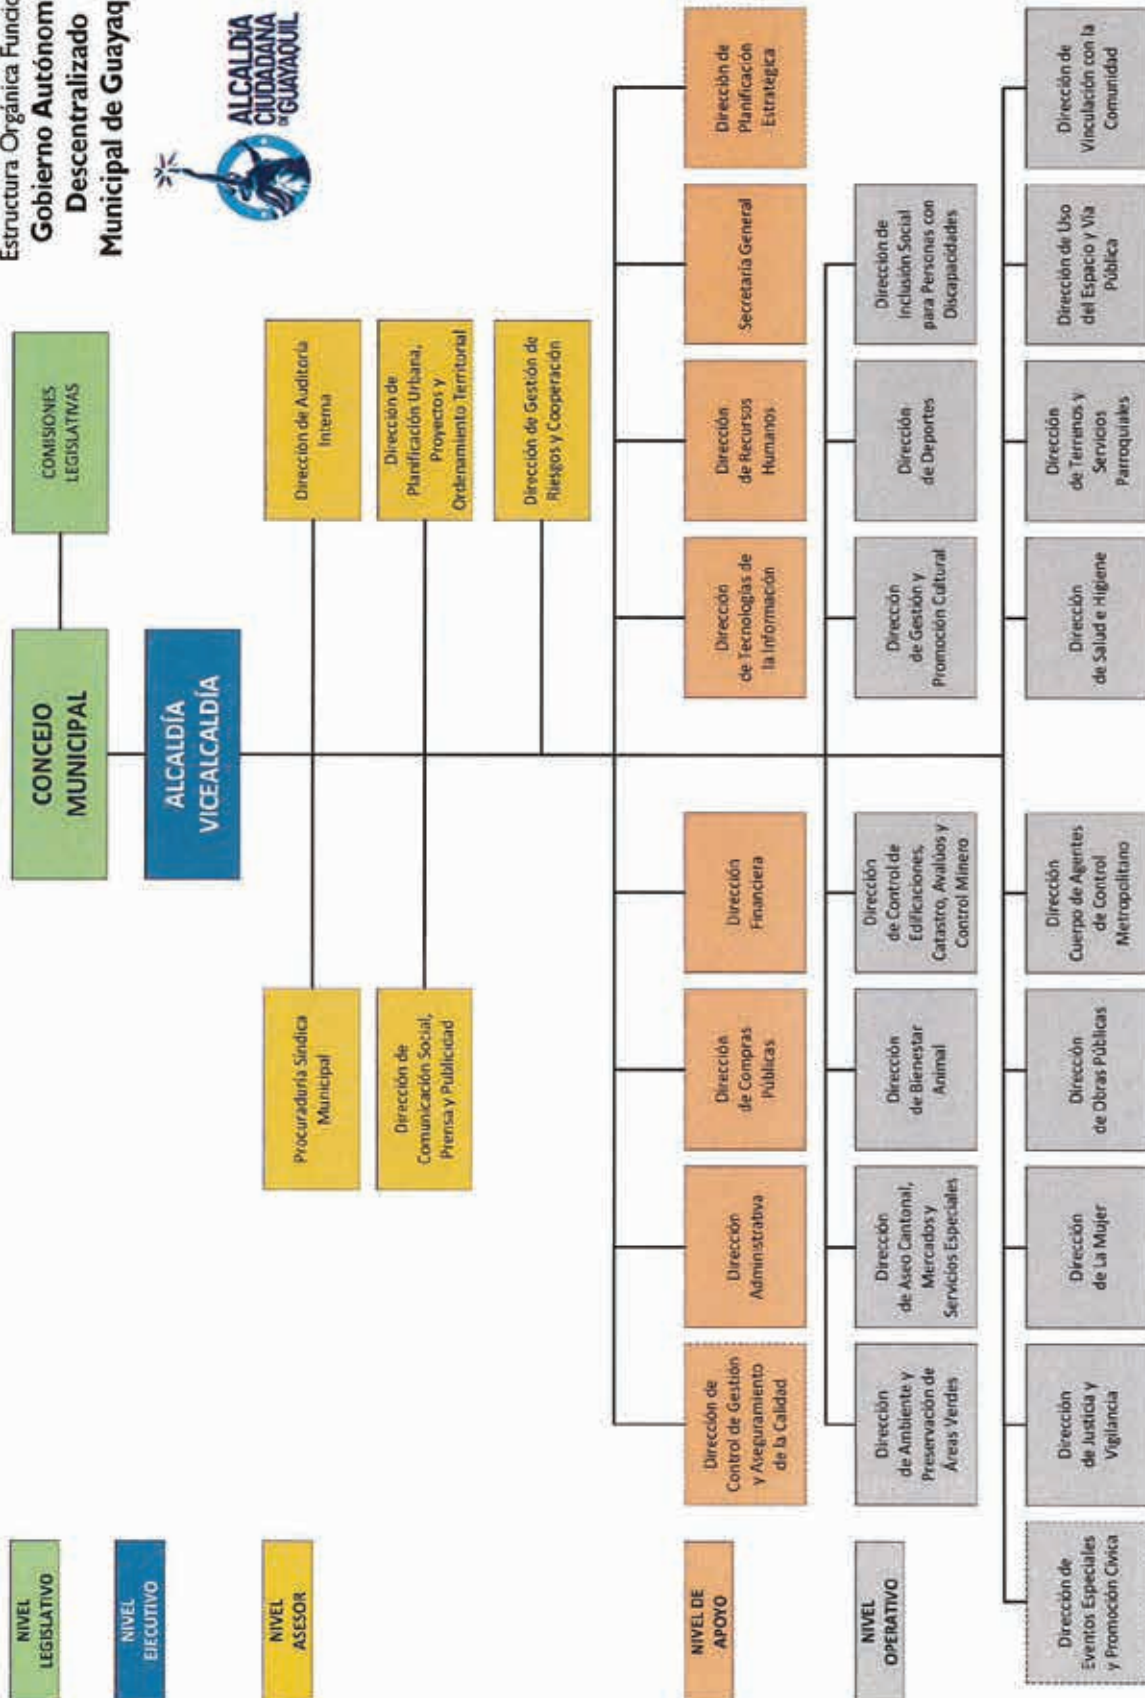 Estructura Orgánica Funcio
Gobierno Autónom
Descentralizado
Municipal de Guayaq
ALCALDÍA
CIUDADANA
DE GUAYAQUIL
NIVEL
LEGISLATIVO
CONCEJO
MUNICIPAL
COMISIONES
LEGISLATIVAS
NIVEL
EJECUTIVO
ALCALDÍA
VICEALCALDÍA
NIVEL
ASESOR
Procuraduría Síndica
Municipal
Dirección de Auditoría
Interna
Dirección de
Comunicación Social,
Prensa y Publicidad
Dirección de
Planificación Urbana,
Proyectos y
Ordenamiento Territorial
Dirección de Gestión de
Riesgos y Cooperación
NIVEL DE
APOYO
Dirección de
Control de Gestión
y Aseguramiento
de la Calidad
Dirección
Administrativa
Dirección
de Compras
Públicas
Dirección
Financiera
Dirección
de Tecnologías de
la Información
Dirección
de Recursos
Humanos
Secretaría General
Dirección de
Planificación
Estrategica
NIVEL
OPERATIVO
Dirección
de Ambiente y
Preservación de
Áreas Verdes
Dirección
de Aseo Cantonal,
Mercados y
Servicios Especiales
Dirección
de Bienestar
Animal
Dirección
de Control de
Edificaciones,
Catastro, Avalúos y
Control Minero
Dirección
de Gestión y
Promoción Cultural
Dirección
de Deportes
Dirección de
Inclusión Social
para Personas con
Discapacidades
Dirección de
Eventos Especiales
y Promoción Cívica
Dirección
de Justicia y
Vigilancia
Dirección
de La Mujer
Dirección
de Obras Públicas
Dirección
Cuerpo de Agentes
de Control
Metropolitano
Dirección
de Salud e Higiene
Dirección
de Terrenos y
Servicios
Parroquiales
Dirección de Uso
del Espacio y Vía
Pública
Dirección de
Vinculación con la
Comunidad